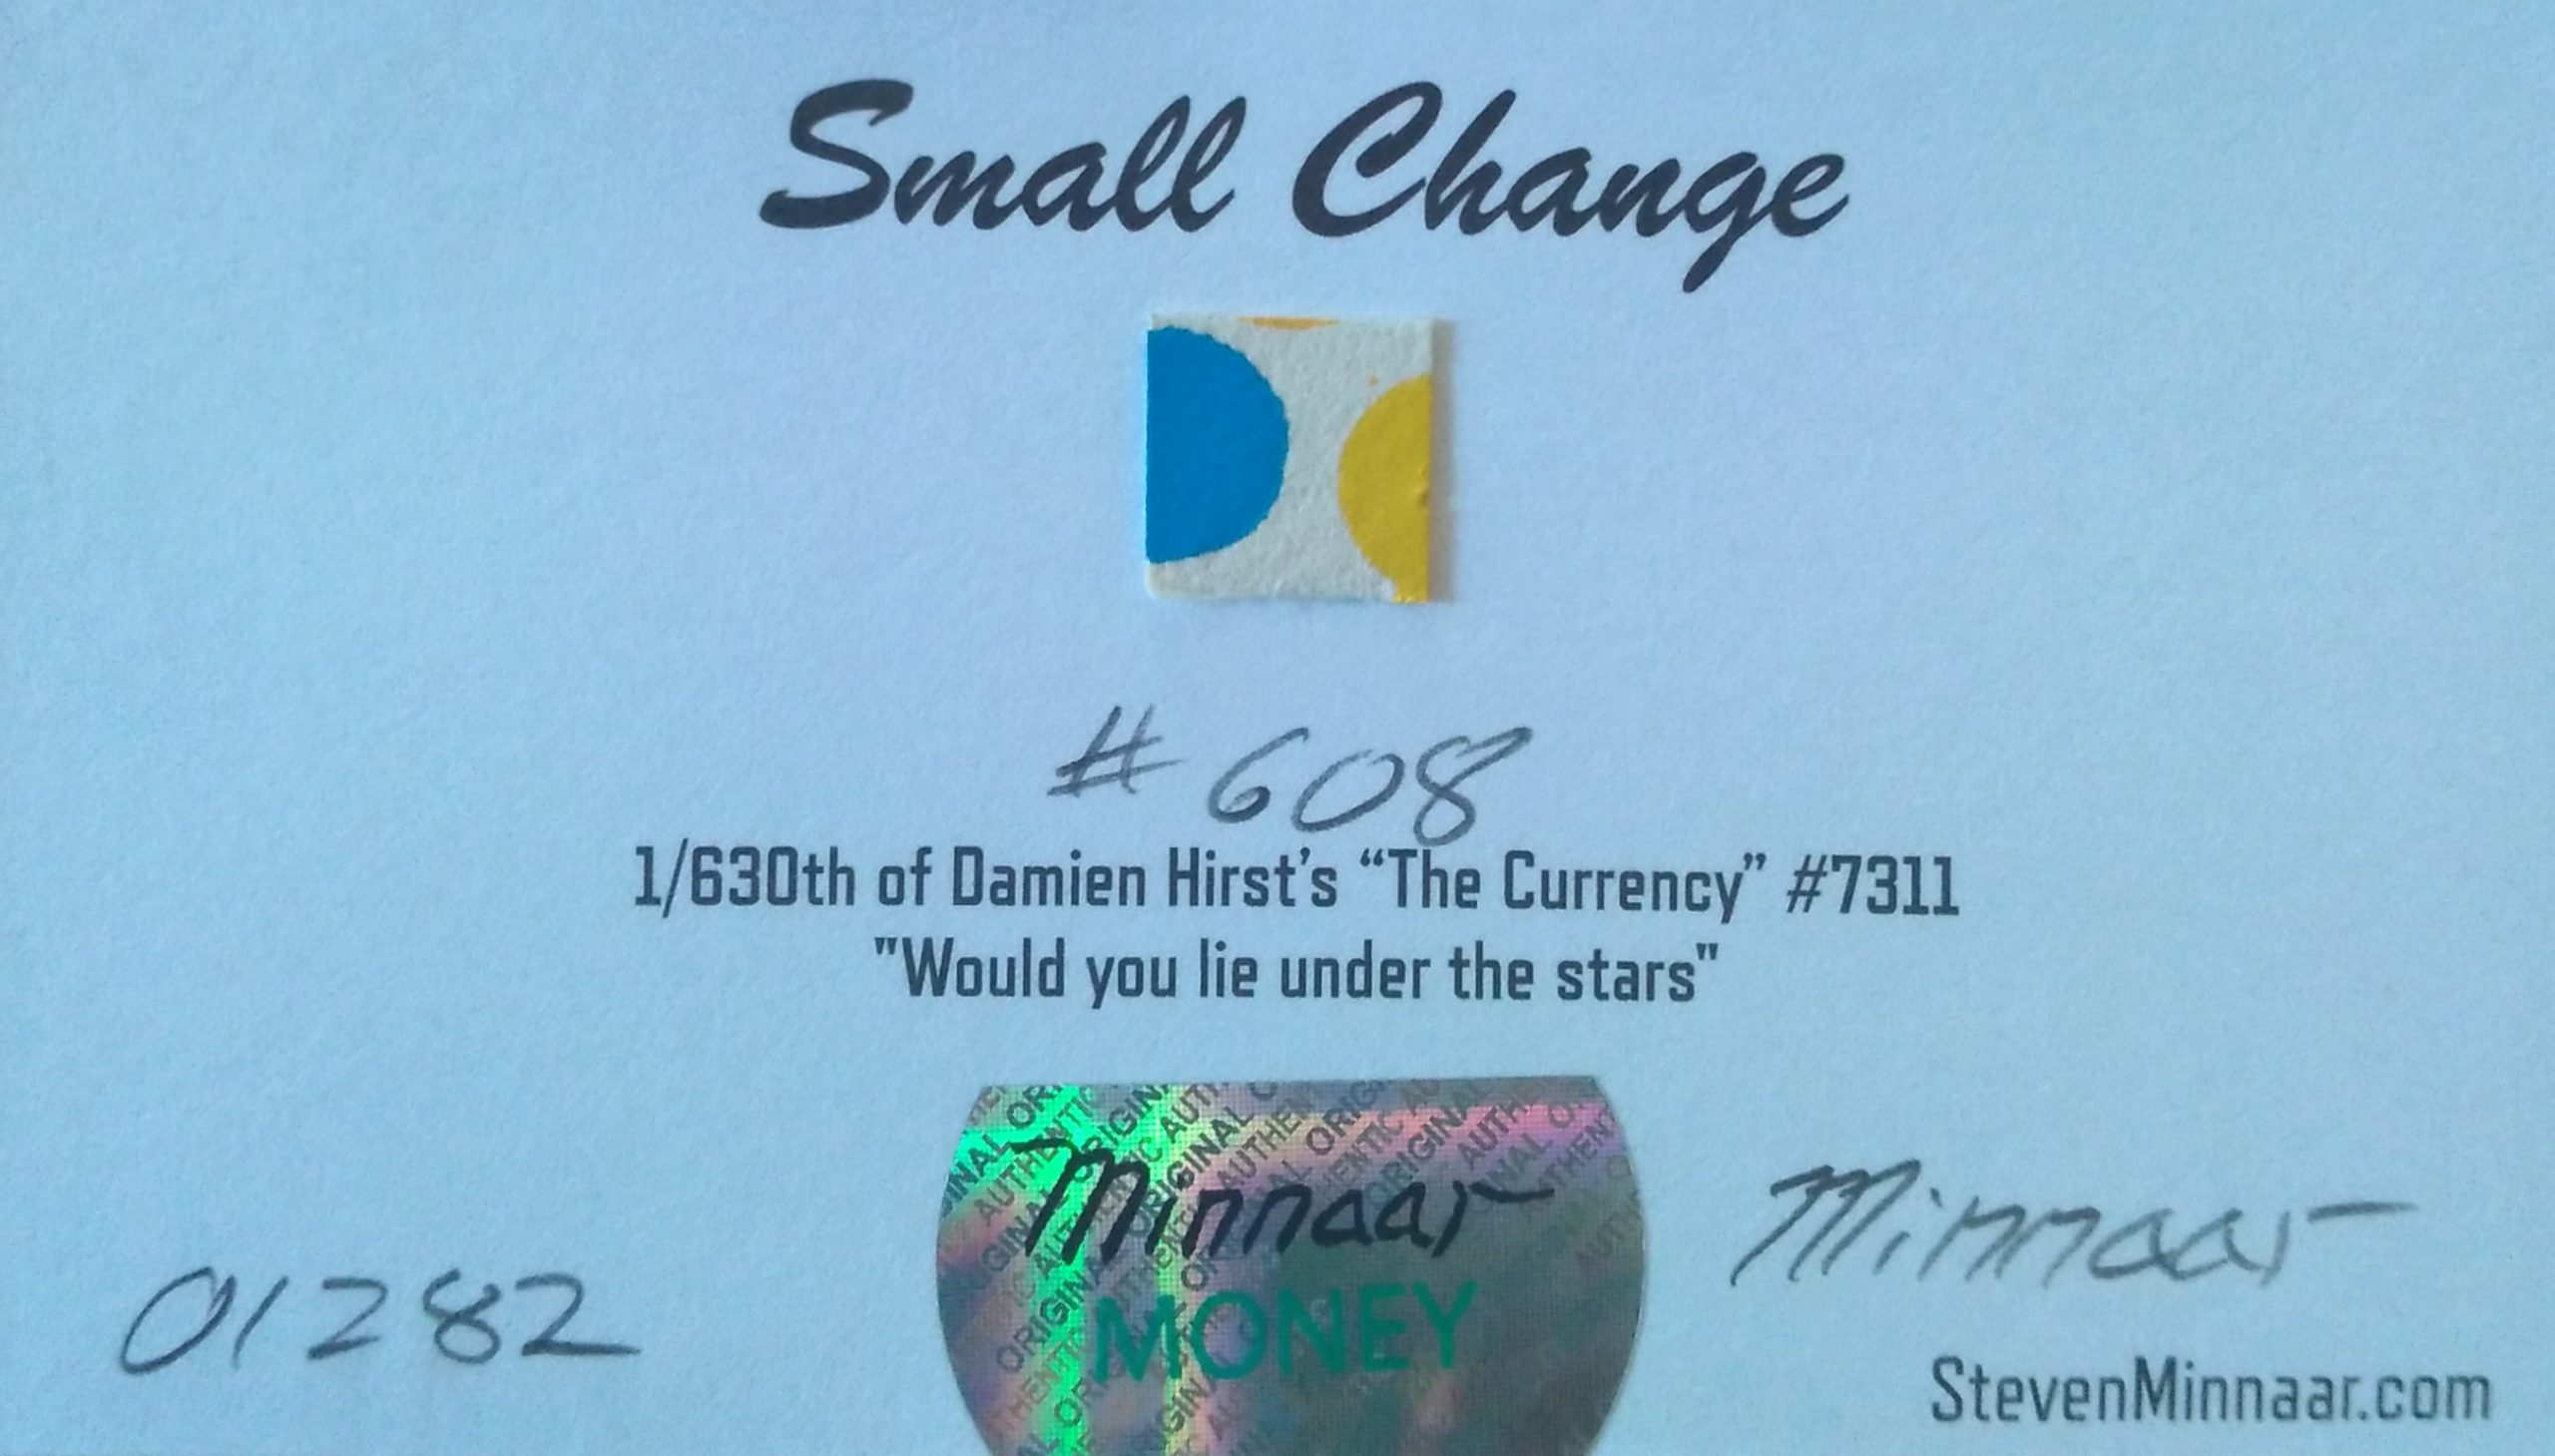 Small Change
# 608
1/630th of Damien Hirst’s “The Currency” #7311
"Would you lie under the stars"
Minnaar
MONEY
01282
Minnaar
StevenMinnaar.com